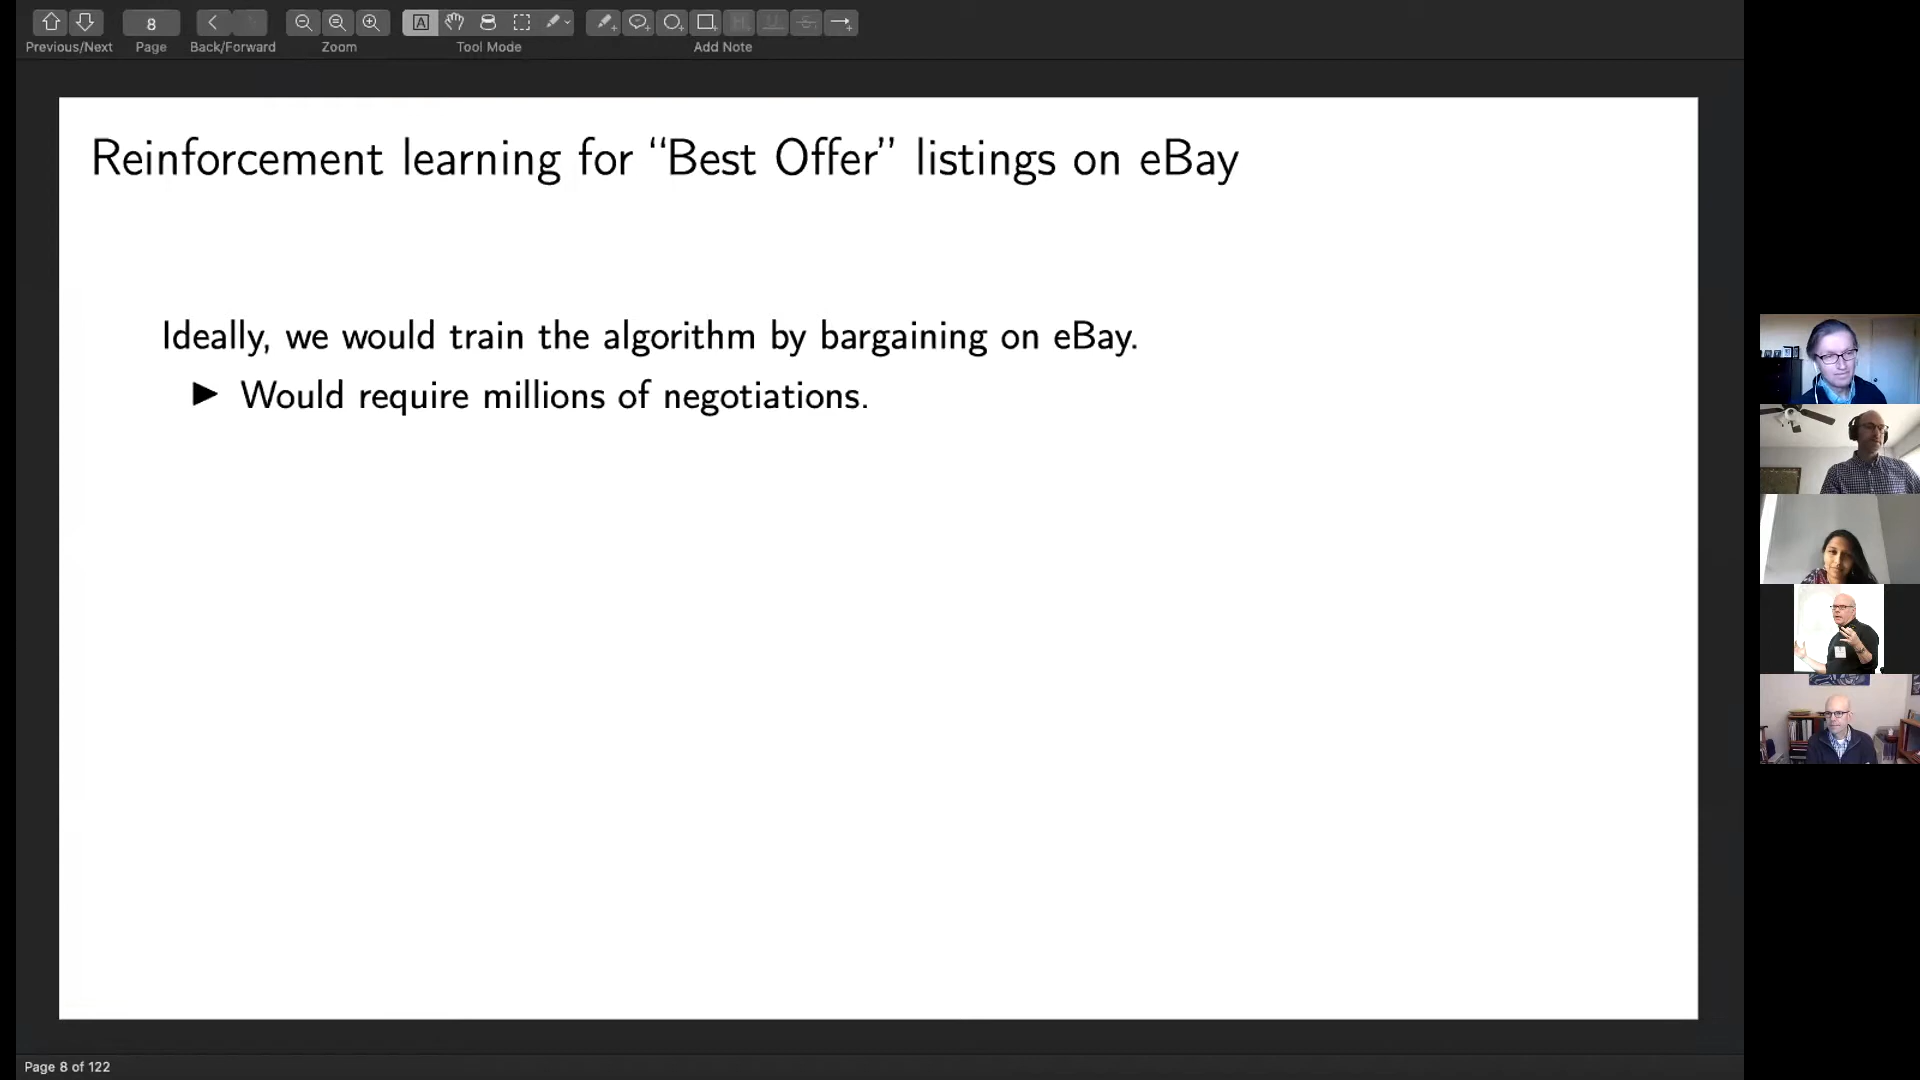 8
Previous/Next
Page
Back/Forward
Zoom
Tool Mode
Add Note
Reinforcement learning for “Best Offer” listings on eBay
Ideally, we would train the algorithm by bargaining on eBay.
▶ Would require millions of negotiations.
Page 8 of 122